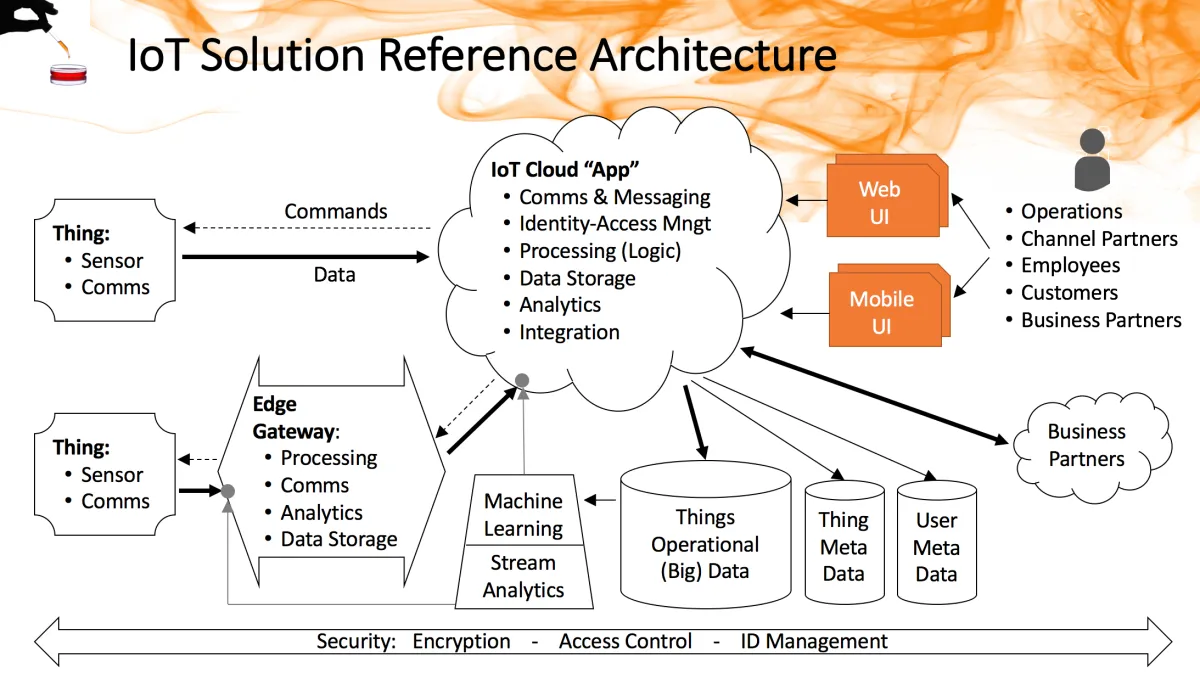 IoT Solution Reference Architecture
IoT Cloud “App”
• Comms & Messaging
• Identity-Access Mngt
• Processing (Logic)
• Data Storage
• Analytics
• Integration
Commands
Data
Thing:
• Sensor
• Comms
Web
UI
Mobile
UI
• Operations
• Channel Partners
• Employees
• Customers
• Business Partners
Thing:
• Sensor
• Comms
Edge
Gateway:
• Processing
• Comms
• Analytics
• Data Storage
Machine
Learning
Stream
Analytics
Things
Operational
(Big) Data
Thing
Meta
Data
User
Meta
Data
Business
Partners
Security: Encryption - Access Control - ID Management